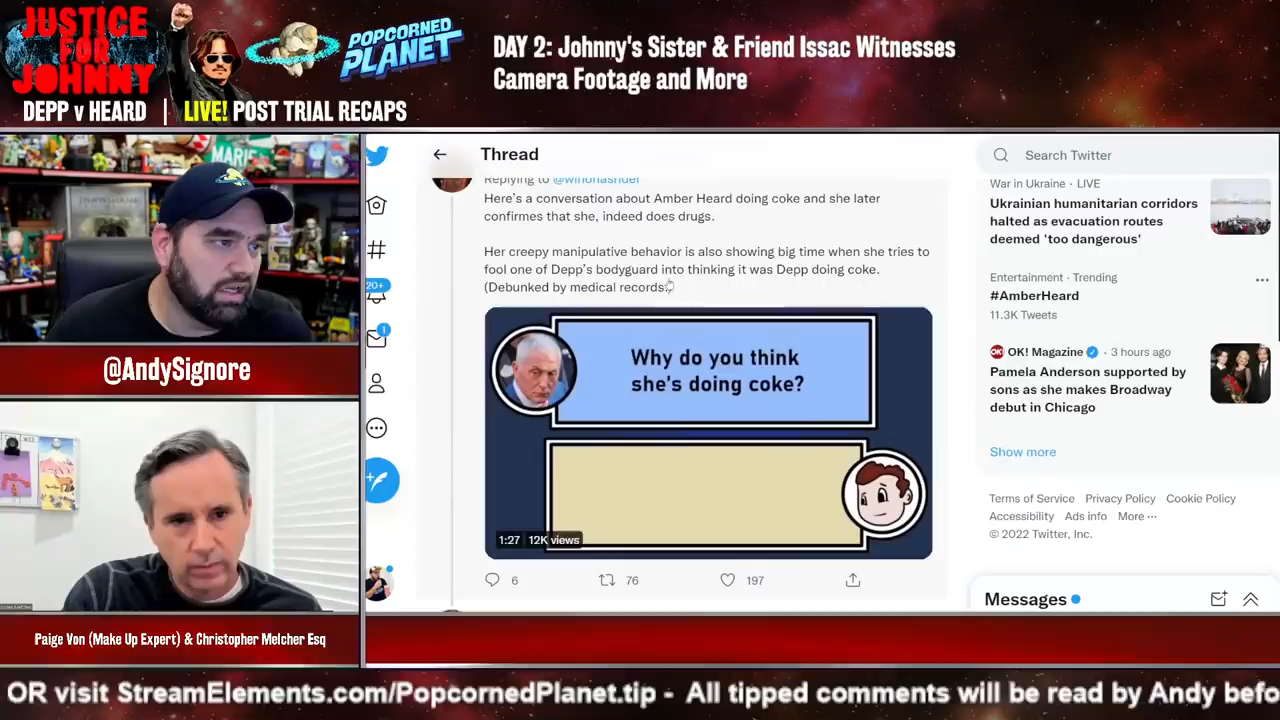 JUSTICE
FOR
JOHNNY
DEPP v HEARD | LIVE! POST TRIAL RECAPS
POPCORNED
PLANET
DAY 2: Johnny's Sister & Friend Issac Witnesses
Camera Footage and More
MARIE
@AndySignore
Paige Von (Make Up Expert) & Christopher Melcher Esq
20+
1
Thread
Replying to @winonasrider
Here's a conversation about Amber Heard doing coke and she later
confirms that she, indeed does drugs.
Her creepy manipulative behavior is also showing big time when she tries to
fool one of Depp's bodyguard into thinking it was Depp doing coke.
(Debunked by medical records)
Why do you think
she's doing coke?
1:27 12K views
6 76 197
Search Twitter
War in Ukraine · LIVE
Ukrainian humanitarian corridors
halted as evacuation routes
deemed 'too dangerous'
Entertainment · Trending
#AmberHeard
11.3K Tweets
OK!
OK! Magazine · 3 hours ago
Pamela Anderson supported by
sons as she makes Broadway
debut in Chicago
Show more
Terms of Service Privacy Policy Cookie Policy
Accessibility Ads info More ···
© 2022 Twitter, Inc.
Messages
OR visit StreamElements.com/PopcornedPlanet.tip - All tipped comments will be read by Andy befo